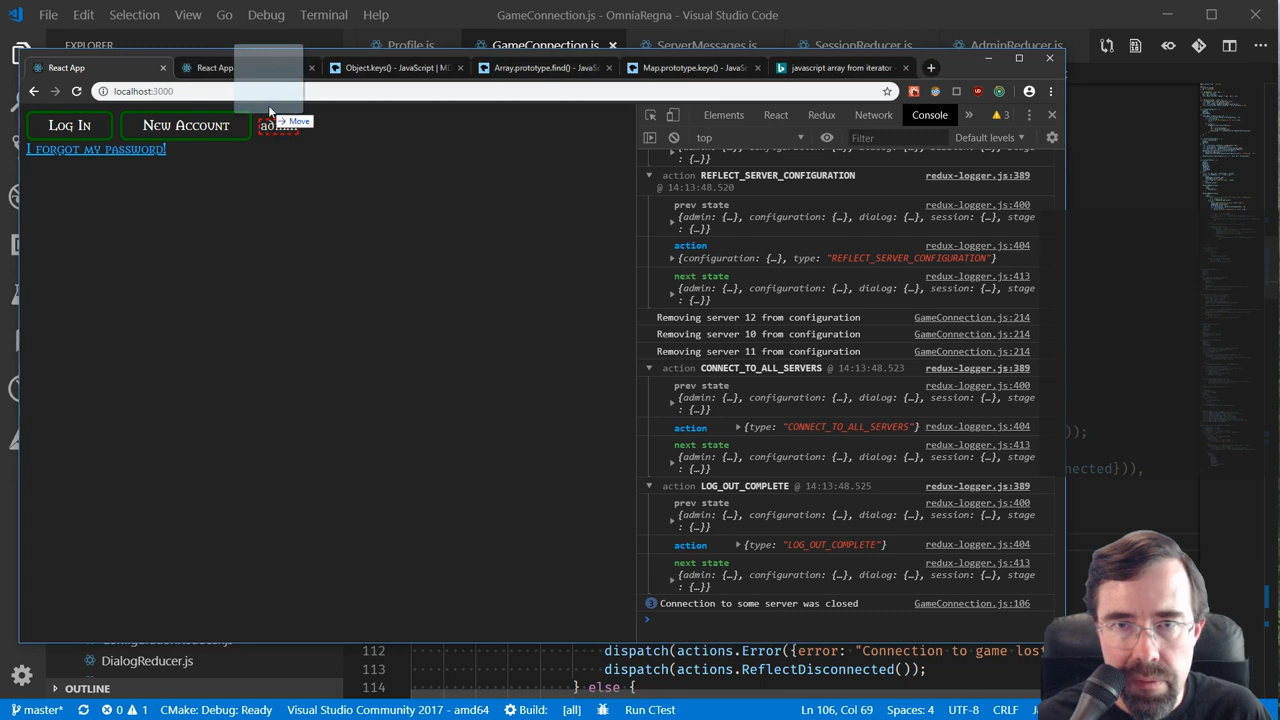 File Edit Selection View Go Debug Terminal Help
GameConnection.js - OmniaRegna - Visual Studio Code
EXPLORER
Profile.js GameConnection.js ServerMessages.js SessionReducer.js AdminReducer.js
React App
React App
Object.keys() - JavaScript | M
Array.prototype.find() - JavaSc
Map.prototype.keys() - JavaSc
javascript array from iterator
localhost:3000
Log In
New Account
admin
Move
I forgot my password!
Elements React Redux Network Console » 3
top Filter Default levels
: {…}}
action REFLECT_SERVER_CONFIGURATION redux-logger.js:389
@ 14:13:48.520
prev state redux-logger.js:400
{admin: {…}, configuration: {…}, dialog: {…}, session: {…}, stage
: {…}}
action redux-logger.js:404
{configuration: {…}, type: "REFLECT_SERVER_CONFIGURATION"}
next state redux-logger.js:413
{admin: {…}, configuration: {…}, dialog: {…}, session: {…}, stage
: {…}}
Removing server 12 from configuration GameConnection.js:214
Removing server 10 from configuration GameConnection.js:214
Removing server 11 from configuration GameConnection.js:214
action CONNECT_TO_ALL_SERVERS @ 14:13:48.523 redux-logger.js:389
prev state redux-logger.js:400
{admin: {…}, configuration: {…}, dialog: {…}, session: {…}, stage
: {…}}
action {type: "CONNECT_TO_ALL_SERVERS"} redux-logger.js:404
next state redux-logger.js:413
{admin: {…}, configuration: {…}, dialog: {…}, session: {…}, stage
: {…}}
action LOG_OUT_COMPLETE @ 14:13:48.525 redux-logger.js:389
prev state redux-logger.js:400
{admin: {…}, configuration: {…}, dialog: {…}, session: {…}, stage
: {…}}
action {type: "LOG_OUT_COMPLETE"} redux-logger.js:404
next state redux-logger.js:413
{admin: {…}, configuration: {…}, dialog: {…}, session: {…}, stage
: {…}}
3 Connection to some server was closed GameConnection.js:106
));
nected})),
DialogReducer.js
OUTLINE
112 dispatch(actions.Error({error: "Connection to game lost
113 dispatch(actions.ReflectDisconnected());
114 } else {
master* 0 1 CMake: Debug: Ready Visual Studio Community 2017 - amd64 Build: [all] Run CTest Ln 106, Col 69 Spaces: 4 UTF-8 CRLF